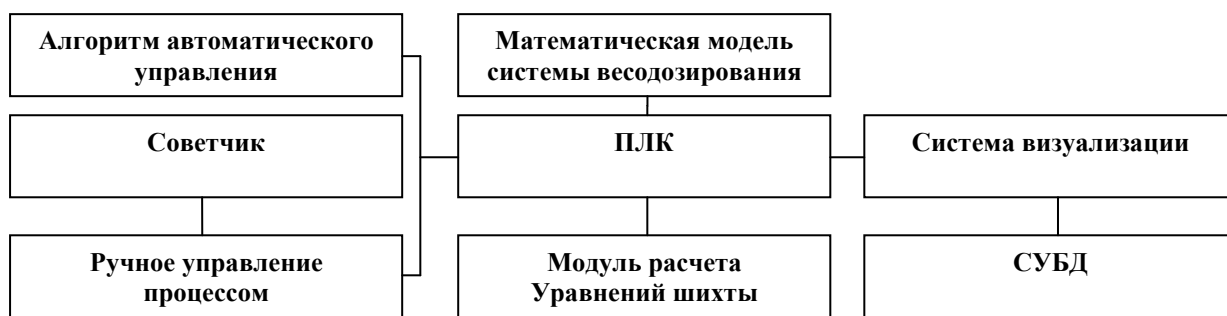 Алгоритм автоматического
управления
Математическая модель
системы весодозирования
Советчик
ПЛК
Система визуализации
Ручное управление
процессом
Модуль расчета
Уравнений шихты
СУБД